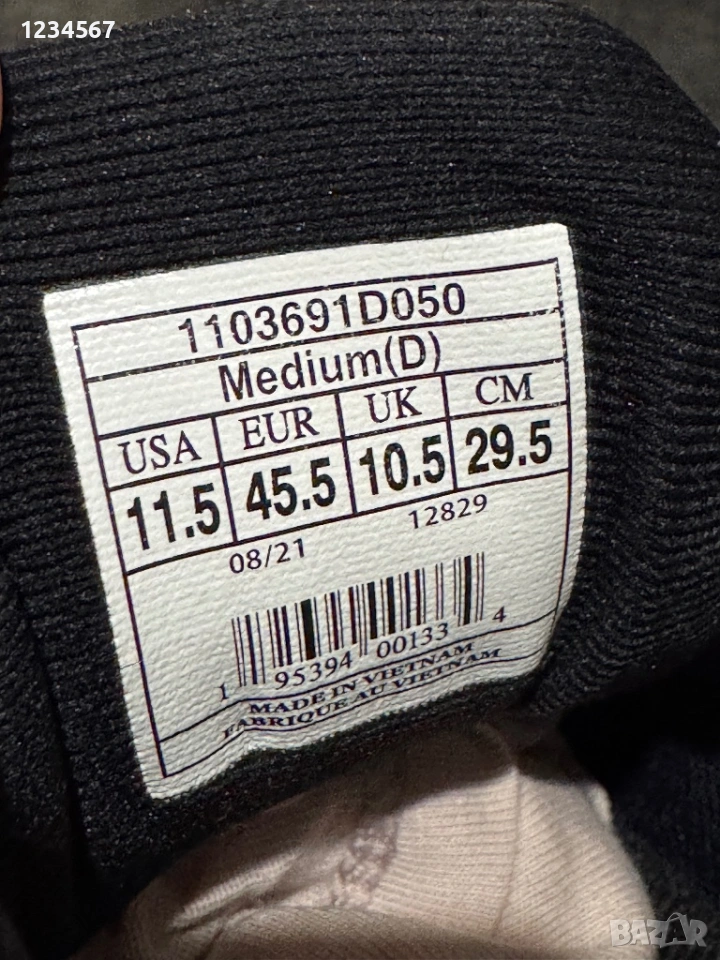 1234567
1103691D050
Medium(D)
USA EUR UK CM
11.5 45.5 10.5 29.5
08/21 12829
1 95394 00133 4
MADE IN VIETNAM
FABRIQUE AU VIETNAM
BAZAR